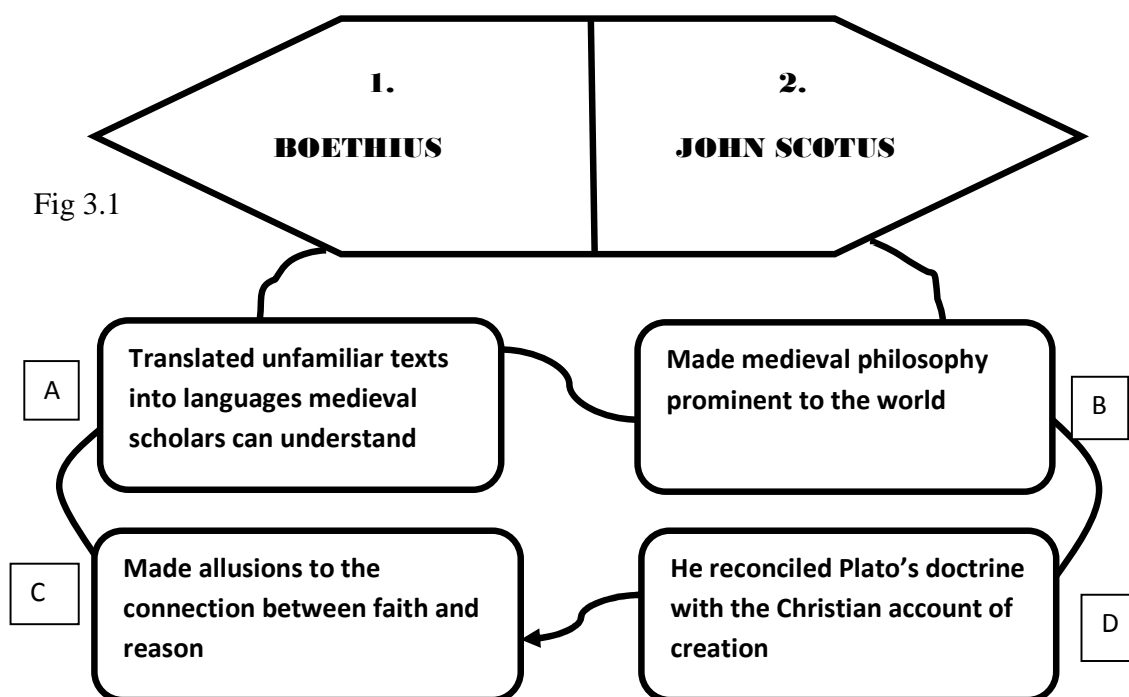 1.
BOETHIUS
2.
JOHN SCOTUS
Fig 3.1
A
Translated unfamiliar texts
into languages medieval
scholars can understand
Made medieval philosophy
prominent to the world
B
C
Made allusions to the
connection between faith and
reason
He reconciled Plato’s doctrine
with the Christian account of
creation
D